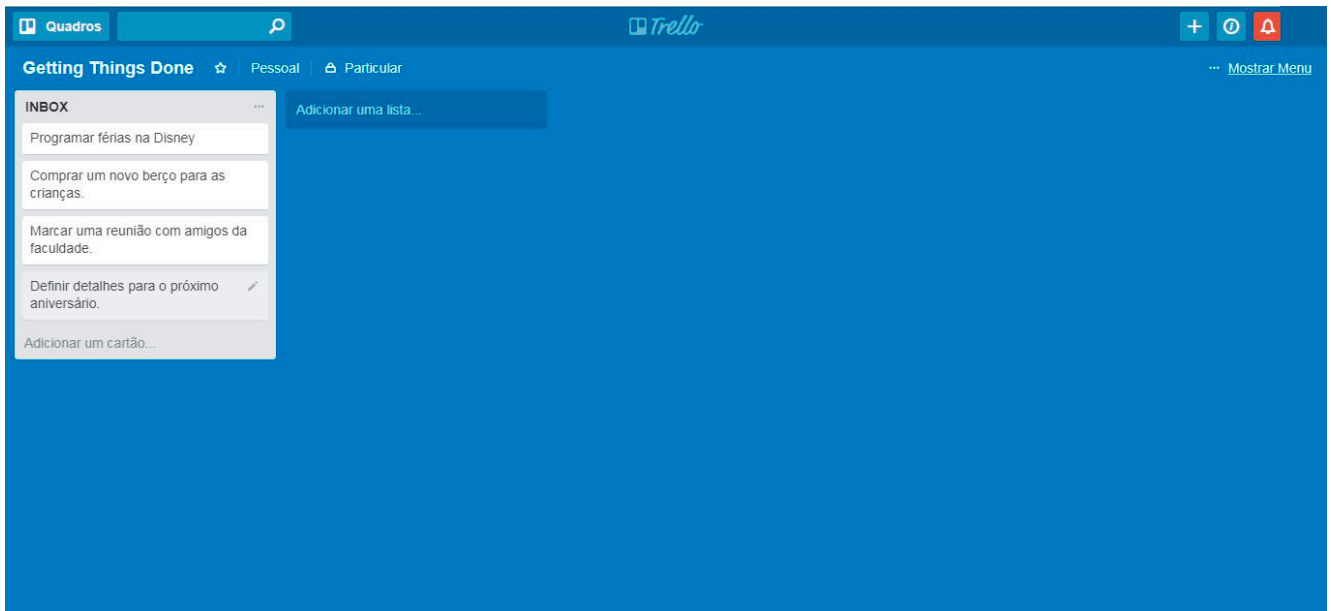 Quadros
Trello
Getting Things Done
Pessoal
Particular
... Mostrar Menu
INBOX
...
Programar férias na Disney
Comprar um novo berço para as
crianças.
Marcar uma reunião com amigos da
faculdade.
Definir detalhes para o próximo
aniversário.
Adicionar um cartão...
Adicionar uma lista...